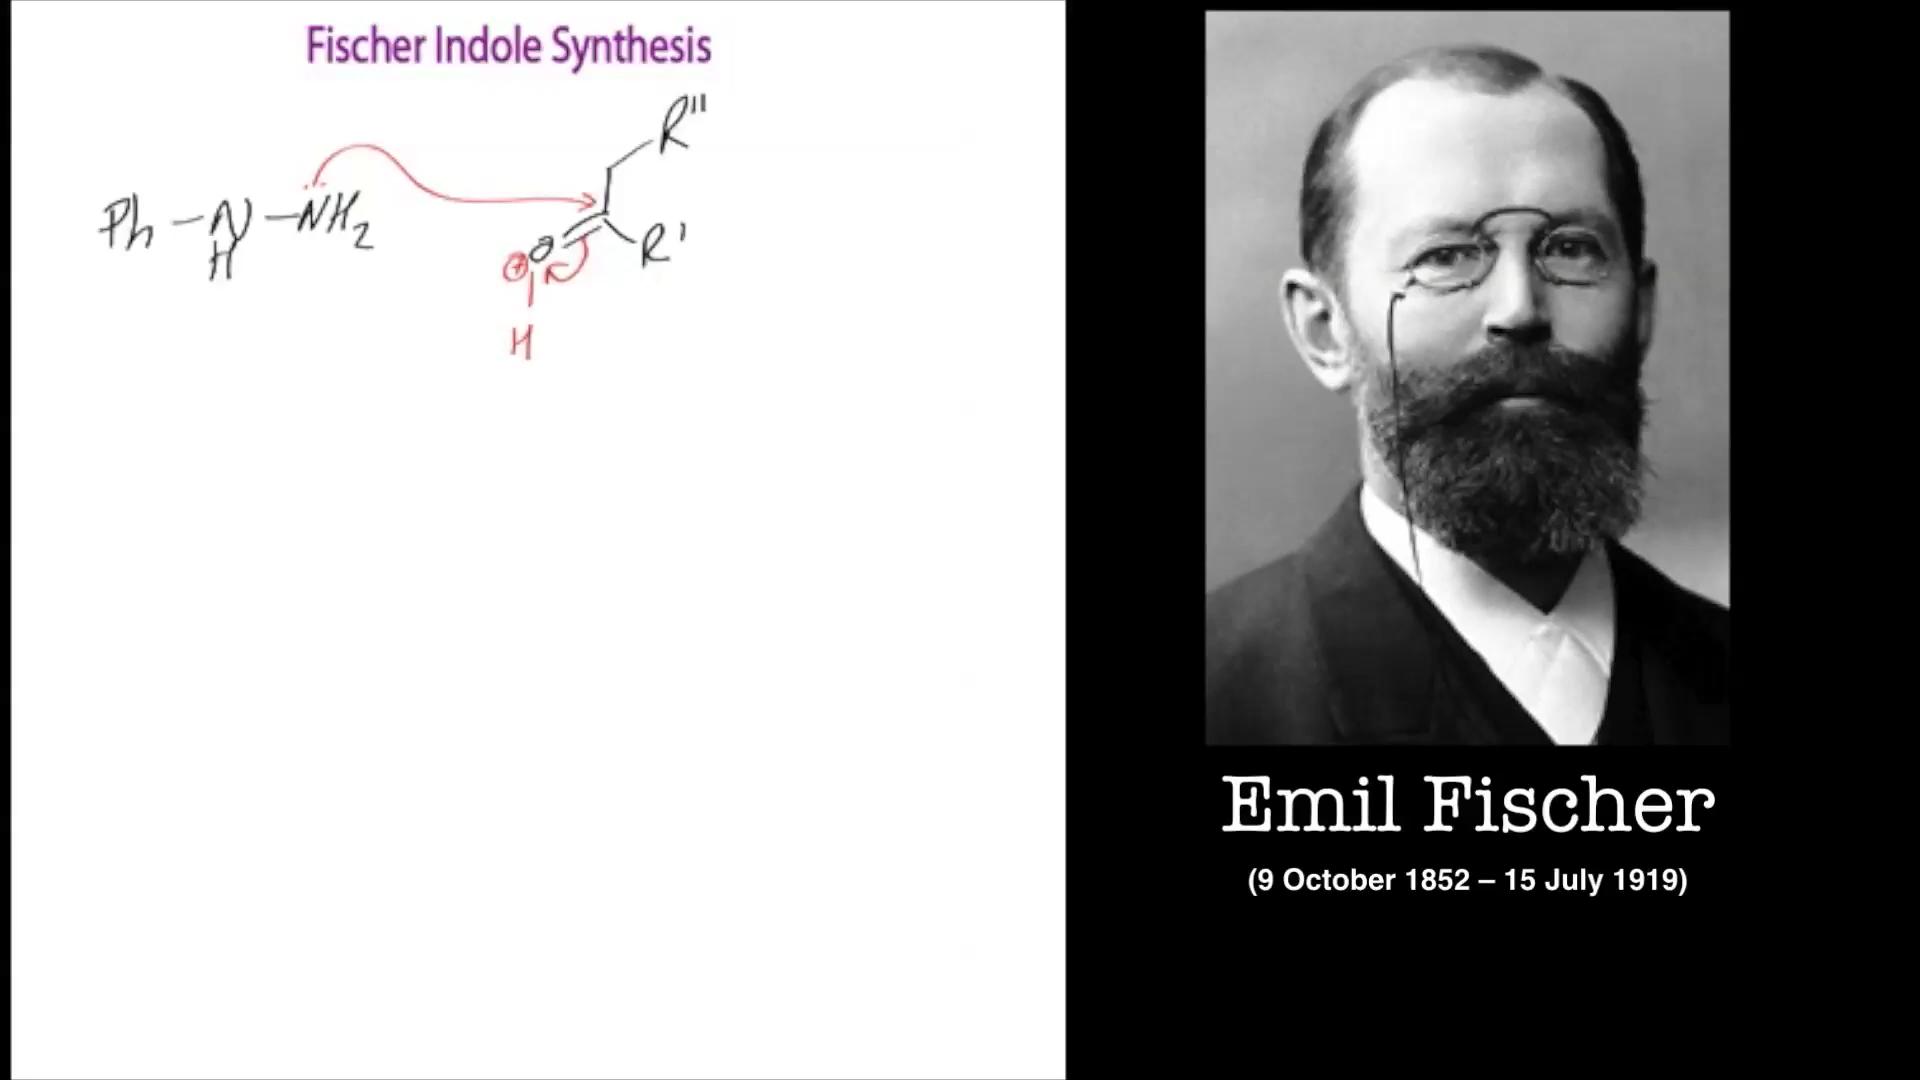 Fischer Indole Synthesis
R"
Ph-N-NH2
H
O
R'
⊕
H
Emil Fischer
(9 October 1852 – 15 July 1919)